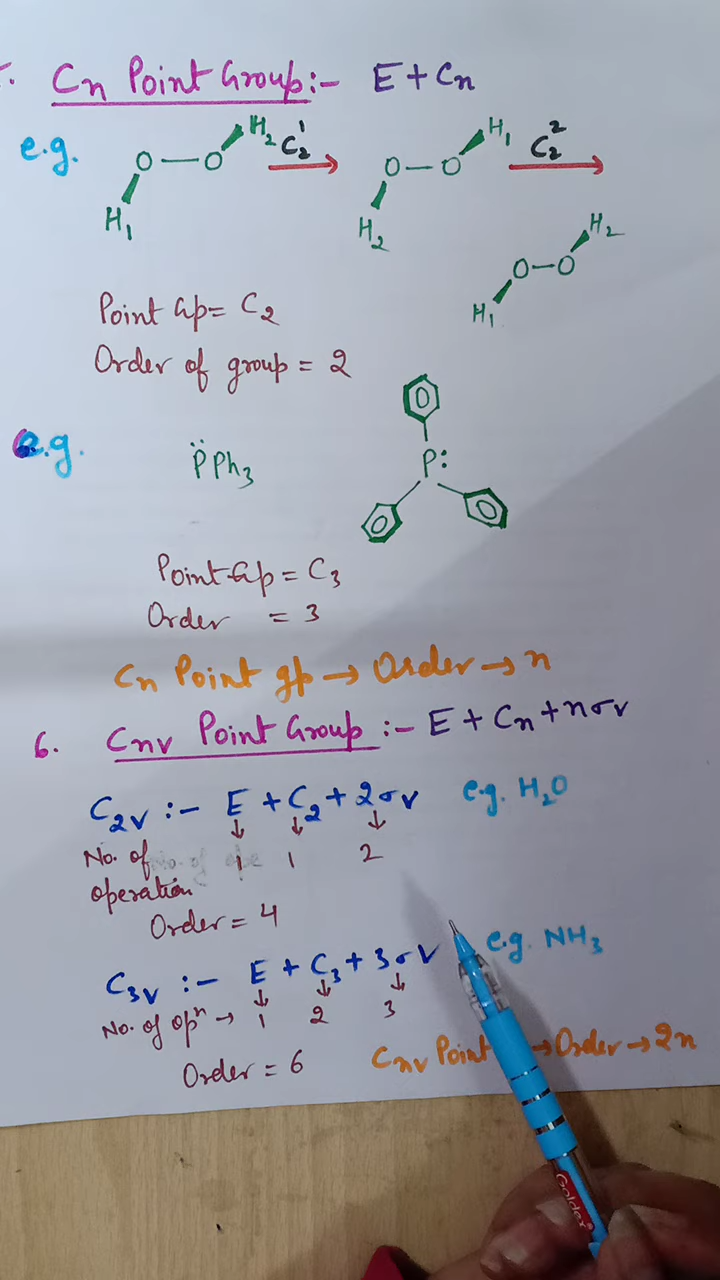 5. Cn Point Group:- E + Cn
e.g.
H₂
O — O
H₁
C₂¹
H₁
O — O
H₂
C₂²
H₂
O — O
H₁
Point Gp = C₂
Order of group = 2
e.g.
P̈Ph₃
P:
Point Gp = C₃
Order = 3
Cn Point gp → Order → n
6. Cnv Point Group :- E + Cn + nσv
C₂v :- E + C₂ + 2σv e.g. H₂O
↓ ↓ ↓
No. of 1 1 2
operation
Order = 4
C₃v :- E + C₃ + 3σv e.g. NH₃
↓ ↓ ↓
No. of opⁿ → 1 2 3
Order = 6
Cnv Point → Order → 2n
Goldex